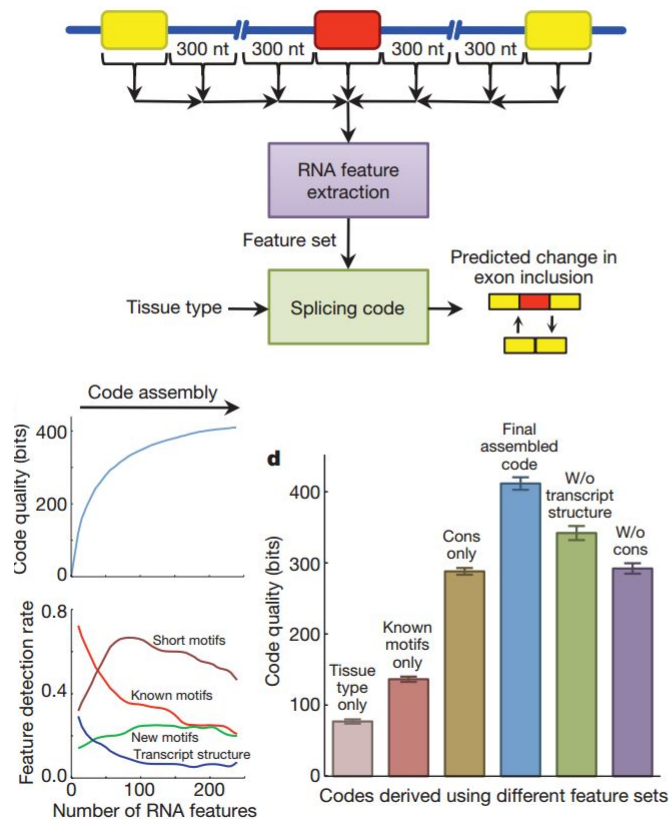 300 nt 300 nt 300 nt 300 nt
RNA feature
extraction
Feature set
Tissue type
Splicing code
Predicted change in
exon inclusion
Code assembly
Code quality (bits)
400
200
0
Feature detection rate
0.8
0.4
0.0
Short motifs
Known motifs
New motifs
Transcript structure
0 100 200
Number of RNA features
d
Code quality (bits)
400
300
200
100
0
Tissue
type
only
Known
motifs
only
Cons
only
Final
assembled
code
W/o
transcript
structure
W/o
cons
Codes derived using different feature sets